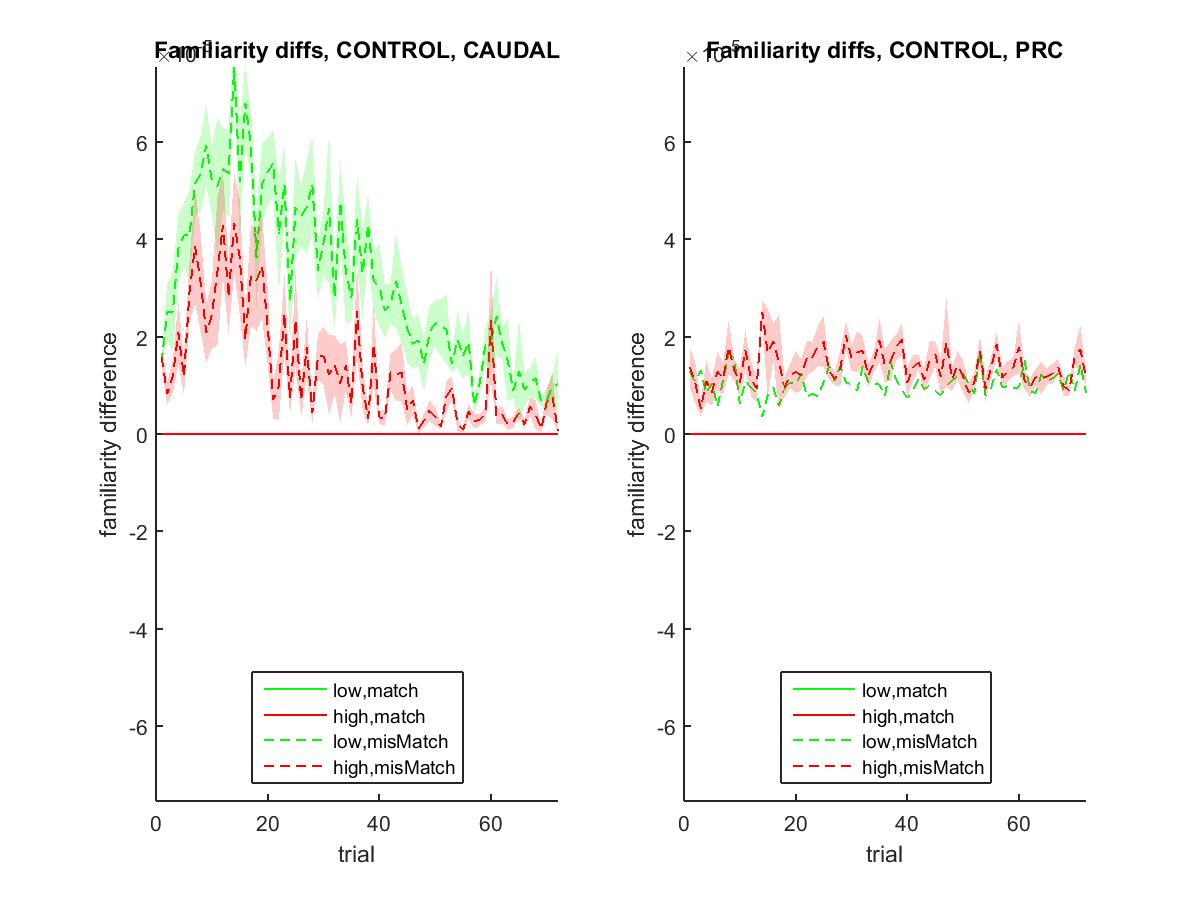 Familiarity diffs, CONTROL, CAUDAL
familiarity difference
6
4
2
0
-2
-4
-6
low,match
high,match
low,misMatch
high,misMatch
0 20 40 60
trial
Familiarity diffs, CONTROL, PRC
× 10-5
familiarity difference
6
4
2
0
-2
-4
-6
low,match
high,match
low,misMatch
high,misMatch
0 20 40 60
trial